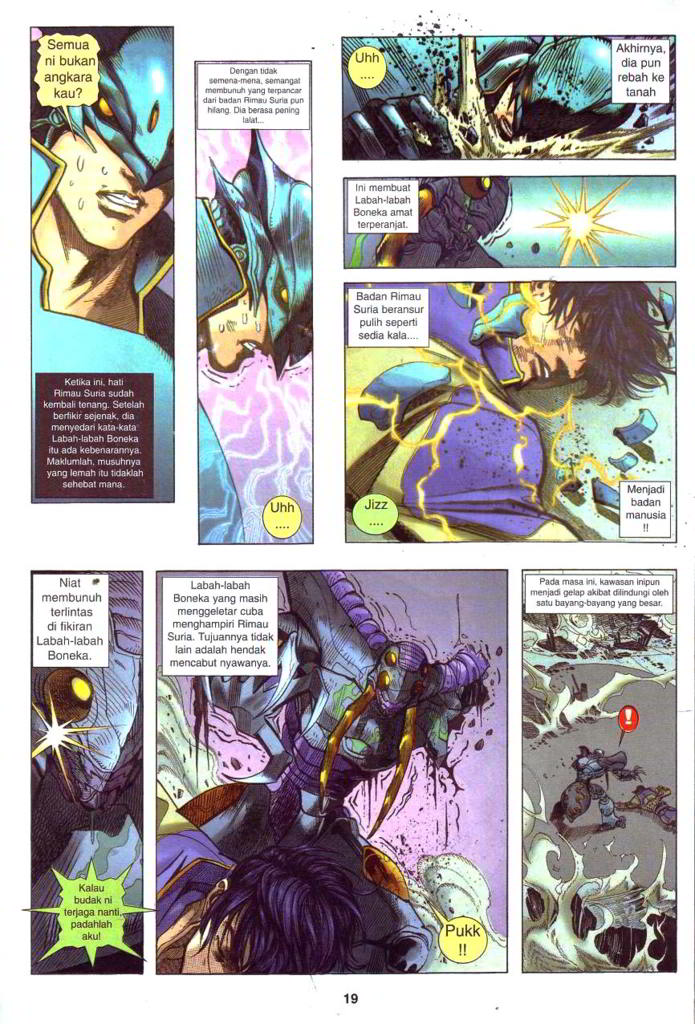 Semua
ni bukan
angkara
kau?
Ketika ini, hati
Rimau Suria sudah
kembali tenang. Setelah
berfikir sejenak, dia
menyedari kata-kata
Labah-labah Boneka
itu ada kebenarannya.
Maklumlah, musuhnya
yang lemah itu tidaklah
sehebat mana.
Dengan tidak
semena-mena, semangat
membunuh yang terpancar
dari badan Rimau Suria pun
hilang. Dia berasa pening
lalat...
Uhh
....
Uhh
....
Akhirnya,
dia pun
rebah ke
tanah
Ini membuat
Labah-labah
Boneka amat
terperanjat.
Badan Rimau
Suria beransur
pulih seperti
sedia kala....
Jizz
....
Menjadi
badan
manusia
!!
Niat
membunuh
terlintas
di fikiran
Labah-labah
Boneka.
Kalau
budak ni
terjaga nanti,
padahlah
aku!
Labah-labah
Boneka yang masih
menggeletar cuba
menghampiri Rimau
Suria. Tujuannya tidak
lain adalah hendak
mencabut nyawanya.
Pukk
!!
Pada masa ini, kawasan inipun
menjadi gelap akibat dilindungi oleh
satu bayang-bayang yang besar.
!
19